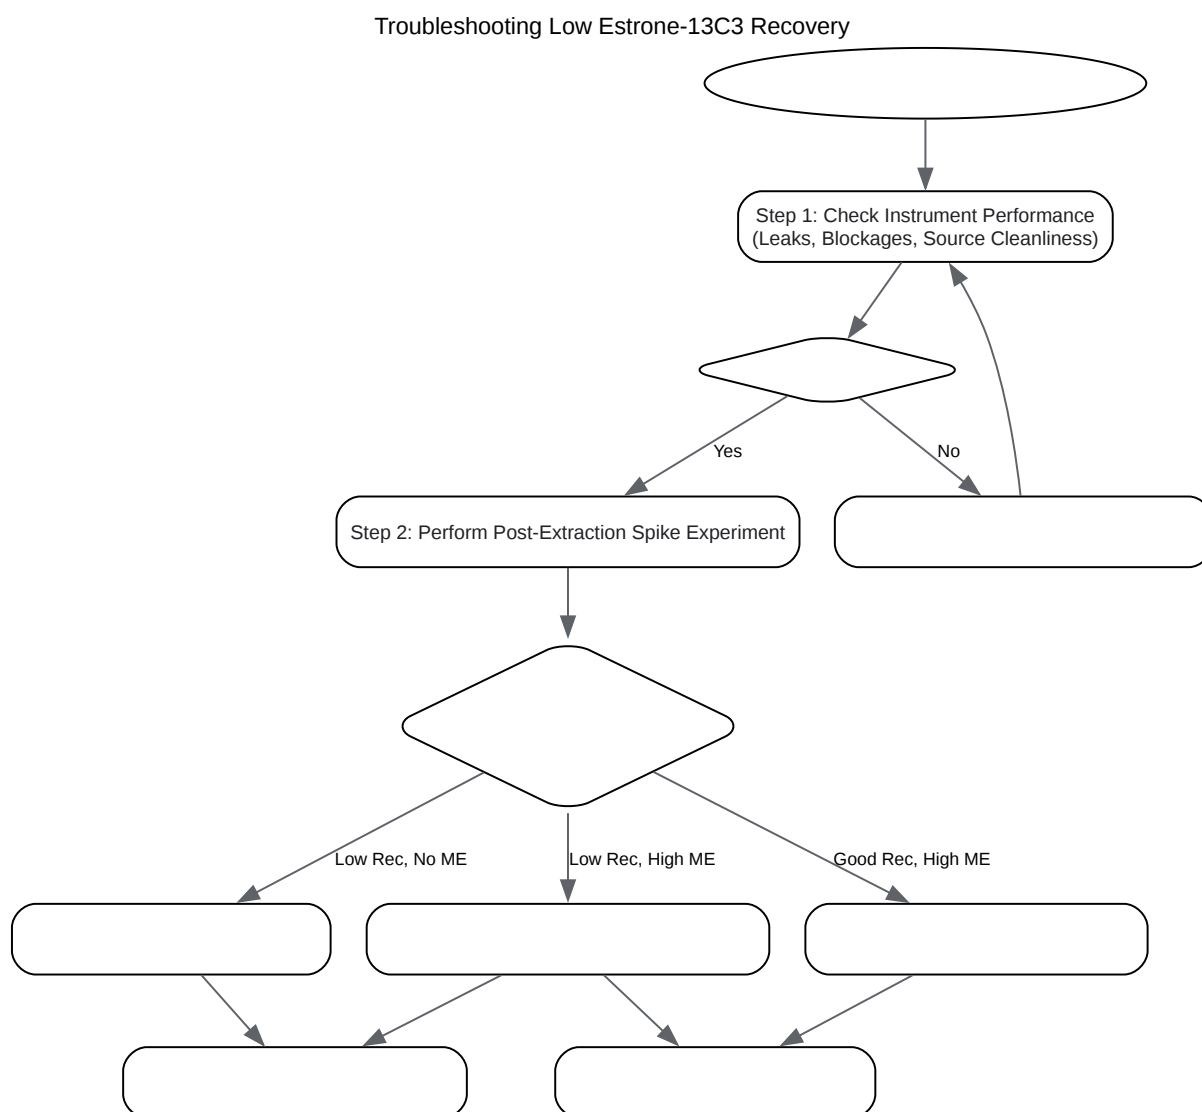 Troubleshooting Low Estrone-13C3 Recovery
Step 1: Check Instrument Performance
(Leaks, Blockages, Source Cleanliness)
Yes
No
Step 2: Perform Post-Extraction Spike Experiment
Low Rec, No ME
Low Rec, High ME
Good Rec, High ME